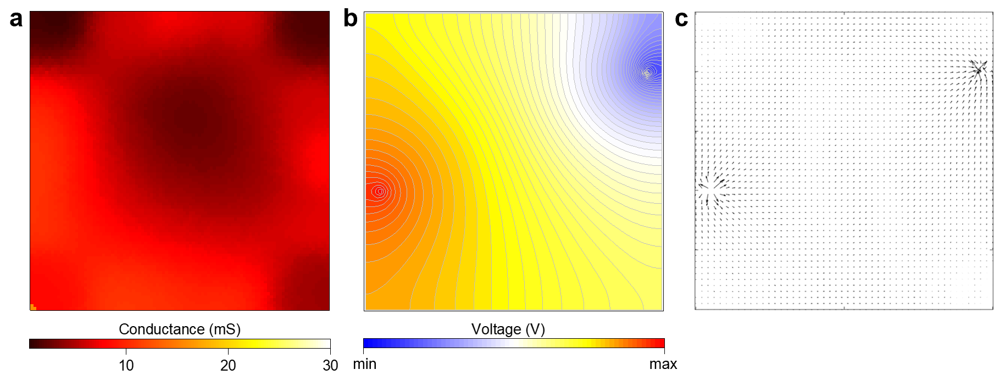 a b c
Conductance (mS) Voltage (V)
10 20 30 min max